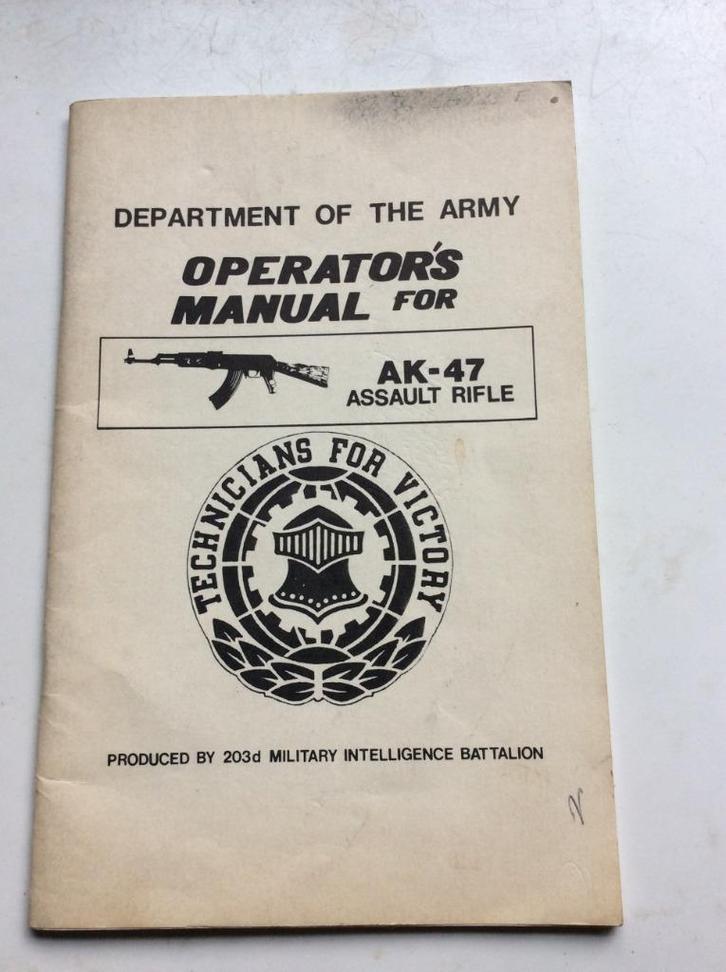 DEPARTMENT OF THE ARMY
OPERATOR'S
MANUAL FOR
AK-47
ASSAULT RIFLE
TECHNICIANS FOR VICTORY
PRODUCED BY 203d MILITARY INTELLIGENCE BATTALION